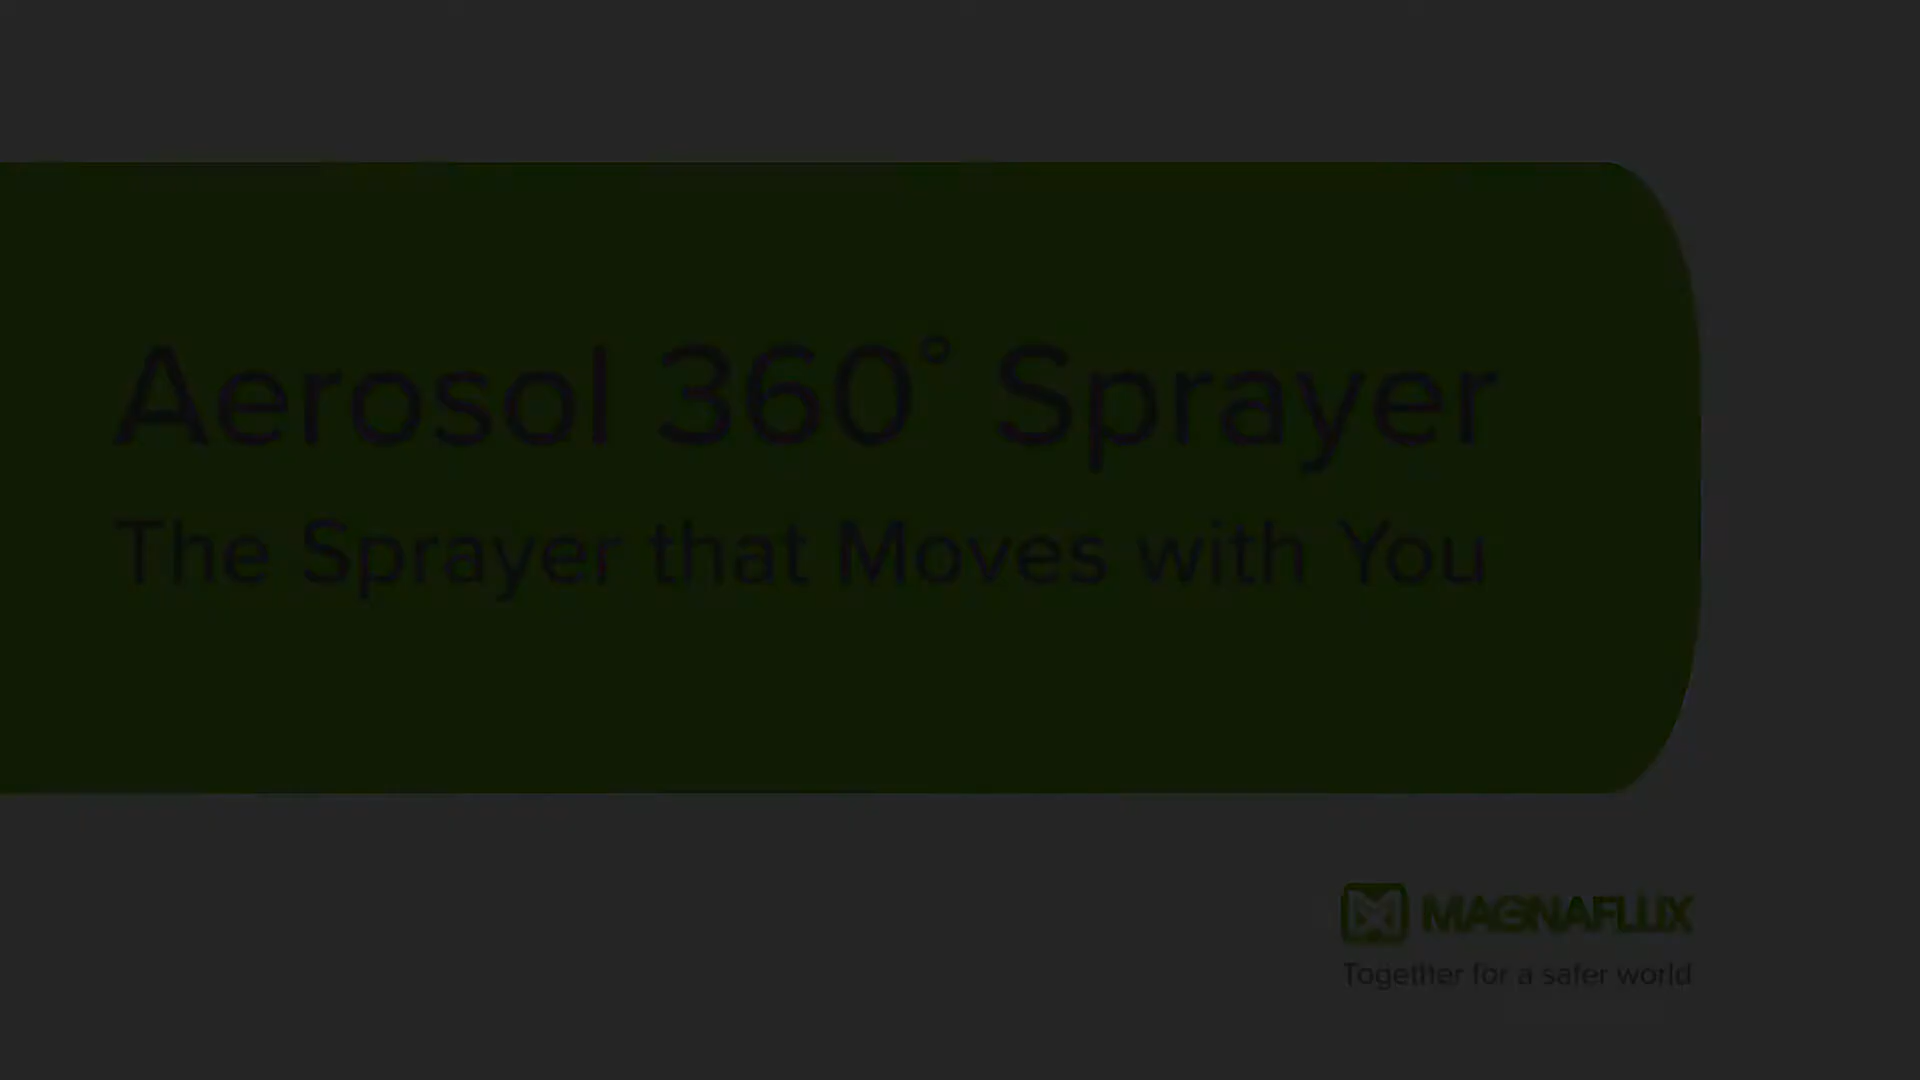 Aerosol 360° Sprayer
The Sprayer that Moves with You
MAGNAFLUX
Together for a safer world